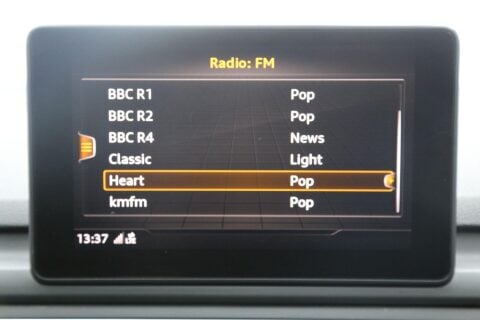 Radio: FM
BBC R1 Pop
BBC R2 Pop
BBC R4 News
Classic Light
Heart Pop
kmfm Pop
13:37